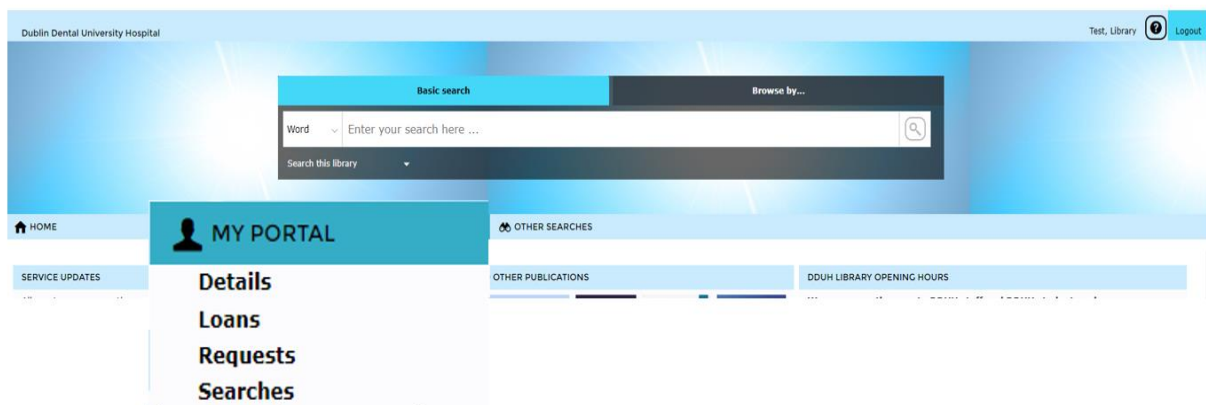 Dublin Dental University Hospital
Test, Library
Logout
Basic search
Browse by...
Word
Enter your search here ...
Search this library
HOME
MY PORTAL
OTHER SEARCHES
Details
Loans
Requests
Searches
SERVICE UPDATES
OTHER PUBLICATIONS
DDUH LIBRARY OPENING HOURS